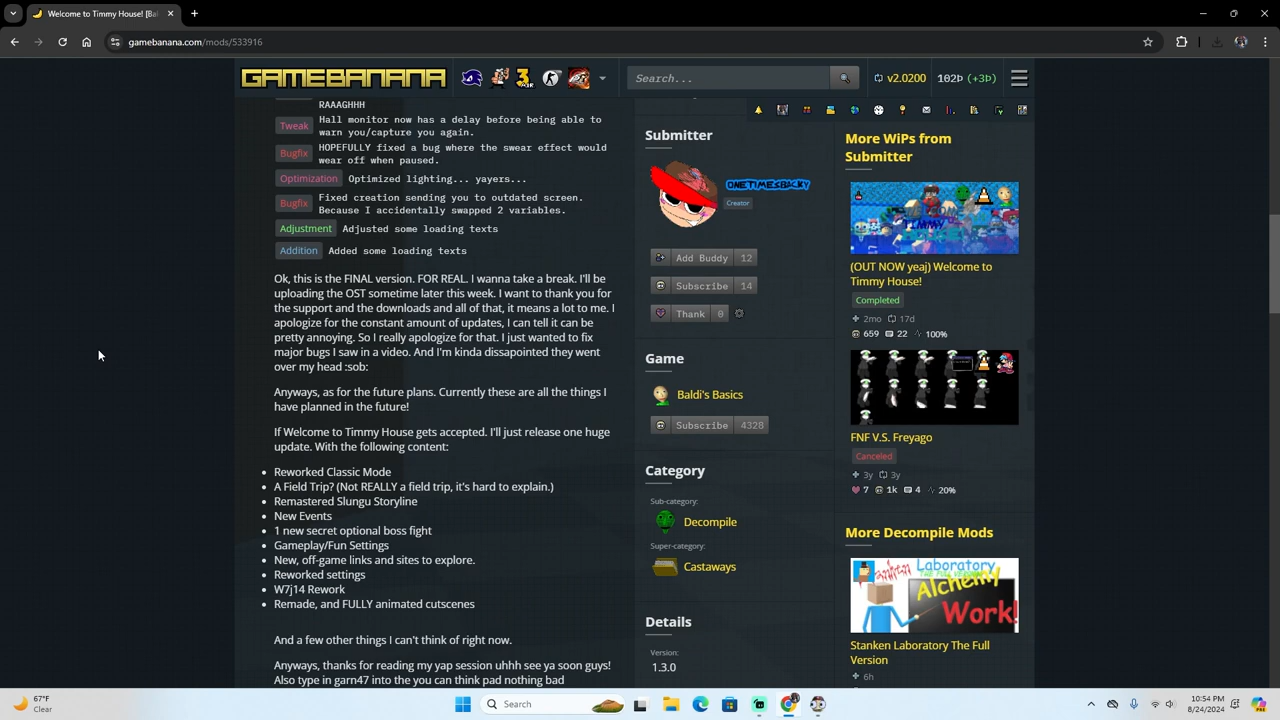 Welcome to Timmy House! [Bal
gamebanana.com/mods/533916
GAMEBANANA
Search...
v2.0200
102Þ (+3Þ)
RAAAGHHH
Tweak
Hall monitor now has a delay before being able to
warn you/capture you again.
Bugfix
HOPEFULLY fixed a bug where the swear effect would
wear off when paused.
Optimization
Optimized lighting... yayers...
Bugfix
Fixed creation sending you to outdated screen.
Because I accidentally swapped 2 variables.
Adjustment
Adjusted some loading texts
Addition
Added some loading texts
Ok, this is the FINAL version. FOR REAL. I wanna take a break. I'll be
uploading the OST sometime later this week. I want to thank you for
the support and the downloads and all of that, it means a lot to me. I
apologize for the constant amount of updates, I can tell it can be
pretty annoying. So I really apologize for that. I just wanted to fix
major bugs I saw in a video. And I'm kinda dissapointed they went
over my head :sob:
Anyways, as for the future plans. Currently these are all the things I
have planned in the future!
If Welcome to Timmy House gets accepted. I'll just release one huge
update. With the following content:
Reworked Classic Mode
A Field Trip? (Not REALLY a field trip, it's hard to explain.)
Remastered Slungu Storyline
New Events
1 new secret optional boss fight
Gameplay/Fun Settings
New, off-game links and sites to explore.
Reworked settings
W7j14 Rework
Remade, and FULLY animated cutscenes
And a few other things I can't think of right now.
Anyways, thanks for reading my yap session uhhh see ya soon guys!
Also type in garn47 into the you can think pad nothing bad
Submitter
ONETIMESBUCKY
Creator
Add Buddy 12
Subscribe 14
Thank 0
Game
Baldi's Basics
Subscribe 4328
Category
Sub-category:
Decompile
Super-category:
Castaways
Details
Version:
1.3.0
More WiPs from
Submitter
(OUT NOW yeaj) Welcome to
Timmy House!
Completed
2mo 17d
659 22 100%
FNF V.S. Freyago
Canceled
3y 3y
7 1k 4 20%
More Decompile Mods
Laboratory
THE FULL VERSION
Alchemy
Work!
Stanken Laboratory The Full
Version
6h
67°F
Clear
Search
10:54 PM
8/24/2024